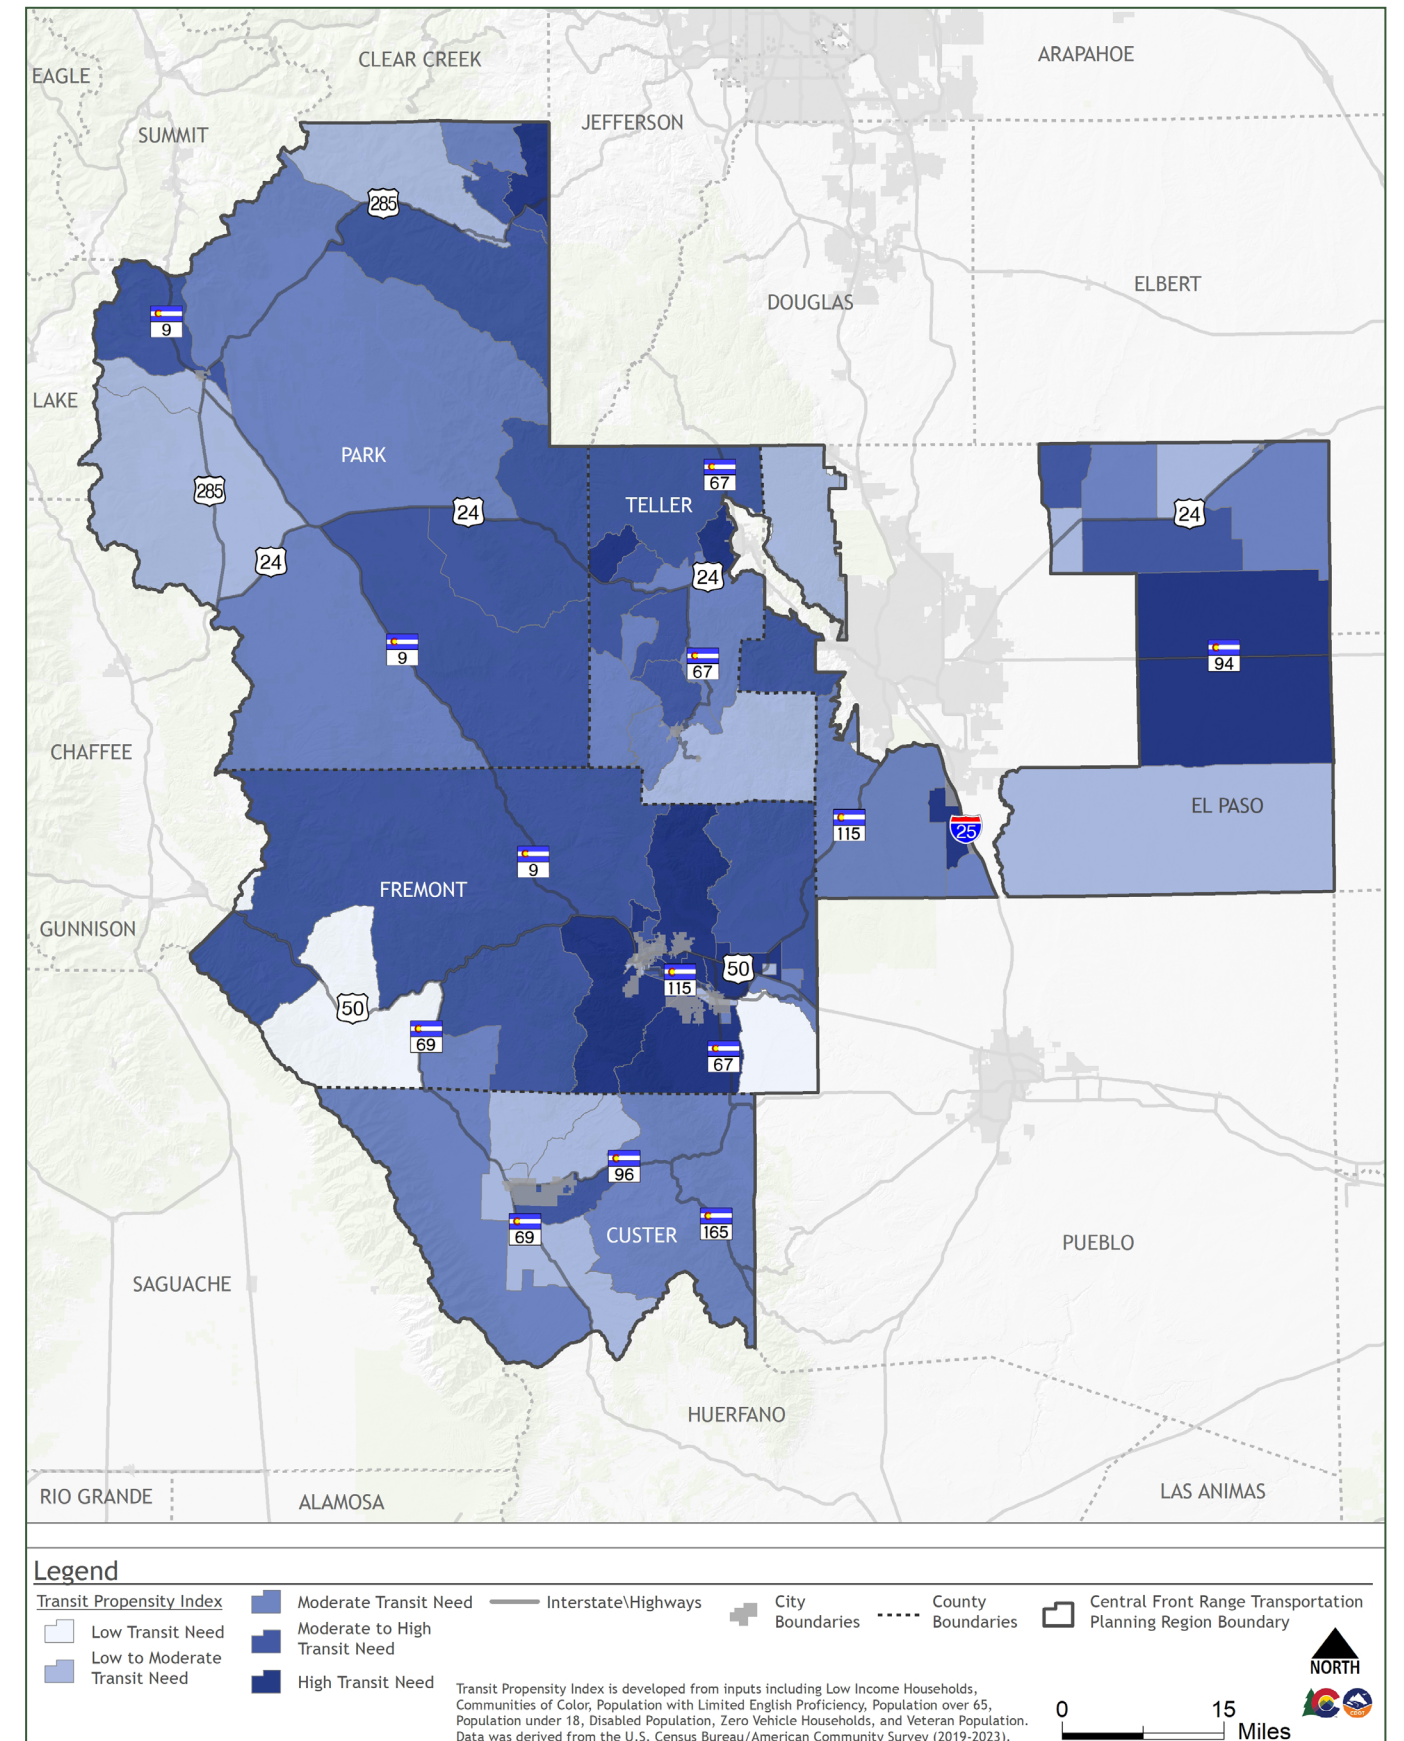 CLEAR CREEK
ARAPAHOE
EAGLE
JEFFERSON
SUMMIT
285
ELBERT
DOUGLAS
9
LAKE
PARK
67
285
TELLER
24
24
24
24
9
67
94
CHAFFEE
EL PASO
115
25
9
FREMONT
GUNNISON
50
115
50
69
67
96
69
165
CUSTER
PUEBLO
SAGUACHE
HUERFANO
RIO GRANDE
ALAMOSA
LAS ANIMAS
Legend
Transit Propensity Index
Low Transit Need
Low to Moderate
Transit Need
Moderate Transit Need
Moderate to High
Transit Need
High Transit Need
Interstate\Highways
City
Boundaries
County
Boundaries
Central Front Range Transportation
Planning Region Boundary
Transit Propensity Index is developed from inputs including Low Income Households,
Communities of Color, Population with Limited English Proficiency, Population over 65,
Population under 18, Disabled Population, Zero Vehicle Households, and Veteran Population.
Data was derived from the U.S. Census Bureau/American Community Survey (2019-2023).
0 15
Miles
NORTH
CDOT